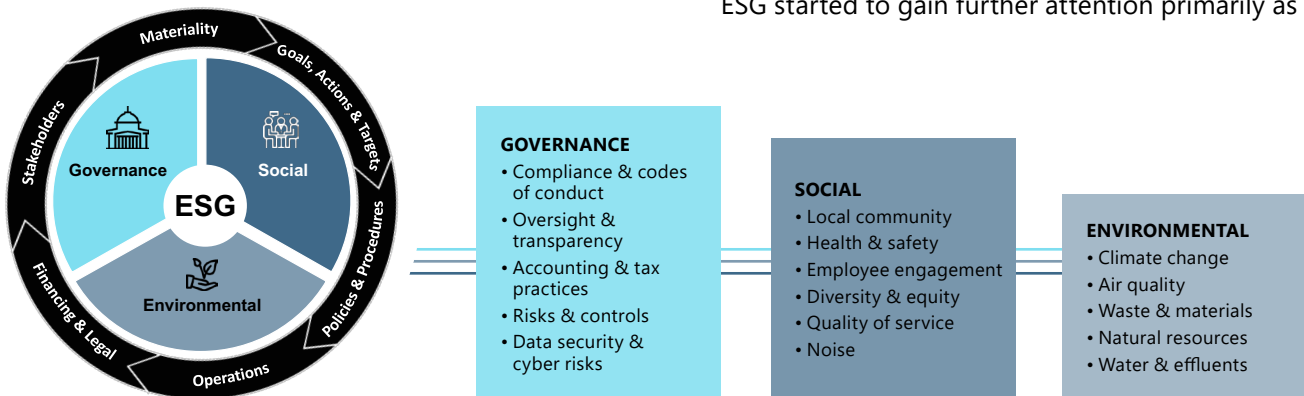 ESG started to gain further attention primarily as
Materiality
Goals, Actions & Targets
Policies & Procedures
Operations
Financing & Legal
Stakeholders
Governance
Social
ESG
Environmental
GOVERNANCE
• Compliance & codes
of conduct
• Oversight &
transparency
• Accounting & tax
practices
• Risks & controls
• Data security &
cyber risks
SOCIAL
• Local community
• Health & safety
• Employee engagement
• Diversity & equity
• Quality of service
• Noise
ENVIRONMENTAL
• Climate change
• Air quality
• Waste & materials
• Natural resources
• Water & effluents